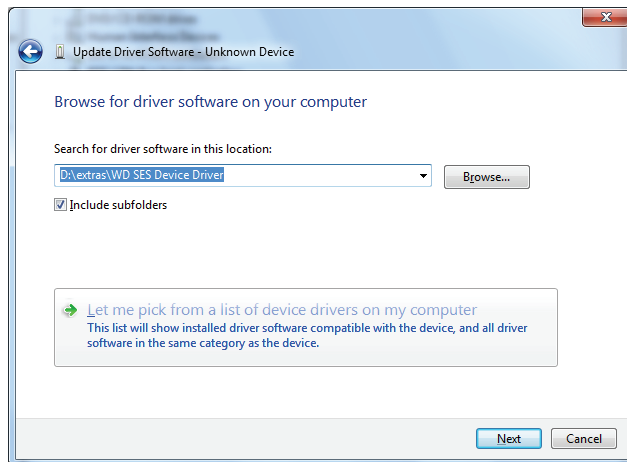 Update Driver Software - Unknown Device
Browse for driver software on your computer
Search for driver software in this location:
D:\extras\WD SES Device Driver
Browse...
Include subfolders
Let me pick from a list of device drivers on my computer
This list will show installed driver software compatible with the device, and all driver
software in the same category as the device.
Next
Cancel